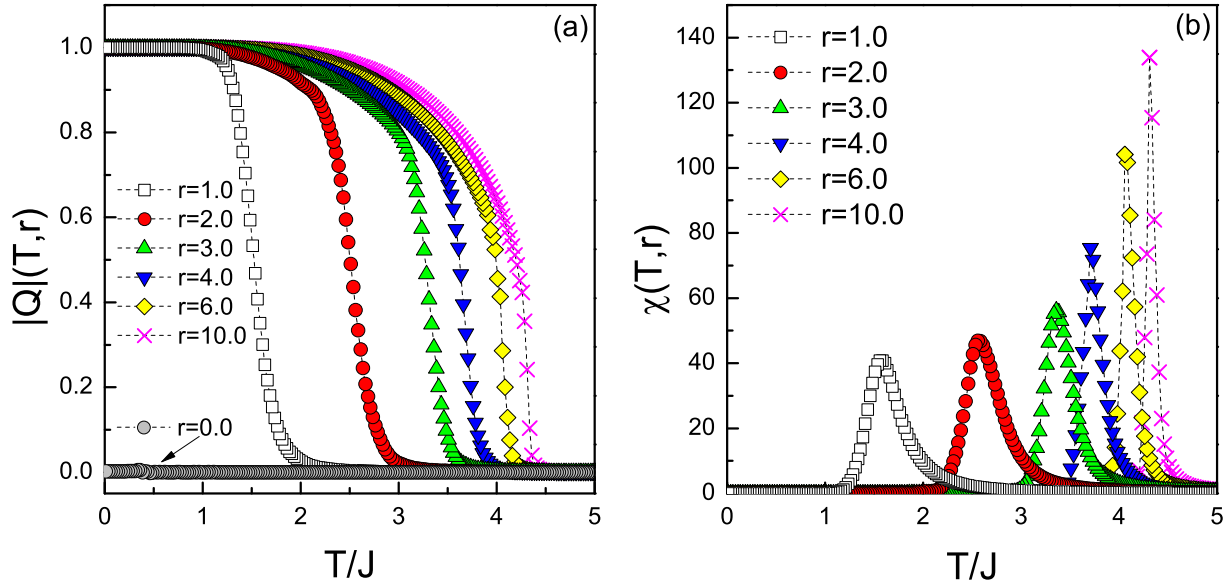 (a)
1.0
0.8
0.6
0.4
0.2
0.0
|Q|(T,r)
r=1.0
r=2.0
r=3.0
r=4.0
r=6.0
r=10.0
r=0.0
0 1 2 3 4 5
T/J
(b)
140
120
100
80
60
40
20
0
χ(T,r)
r=1.0
r=2.0
r=3.0
r=4.0
r=6.0
r=10.0
0 1 2 3 4 5
T/J